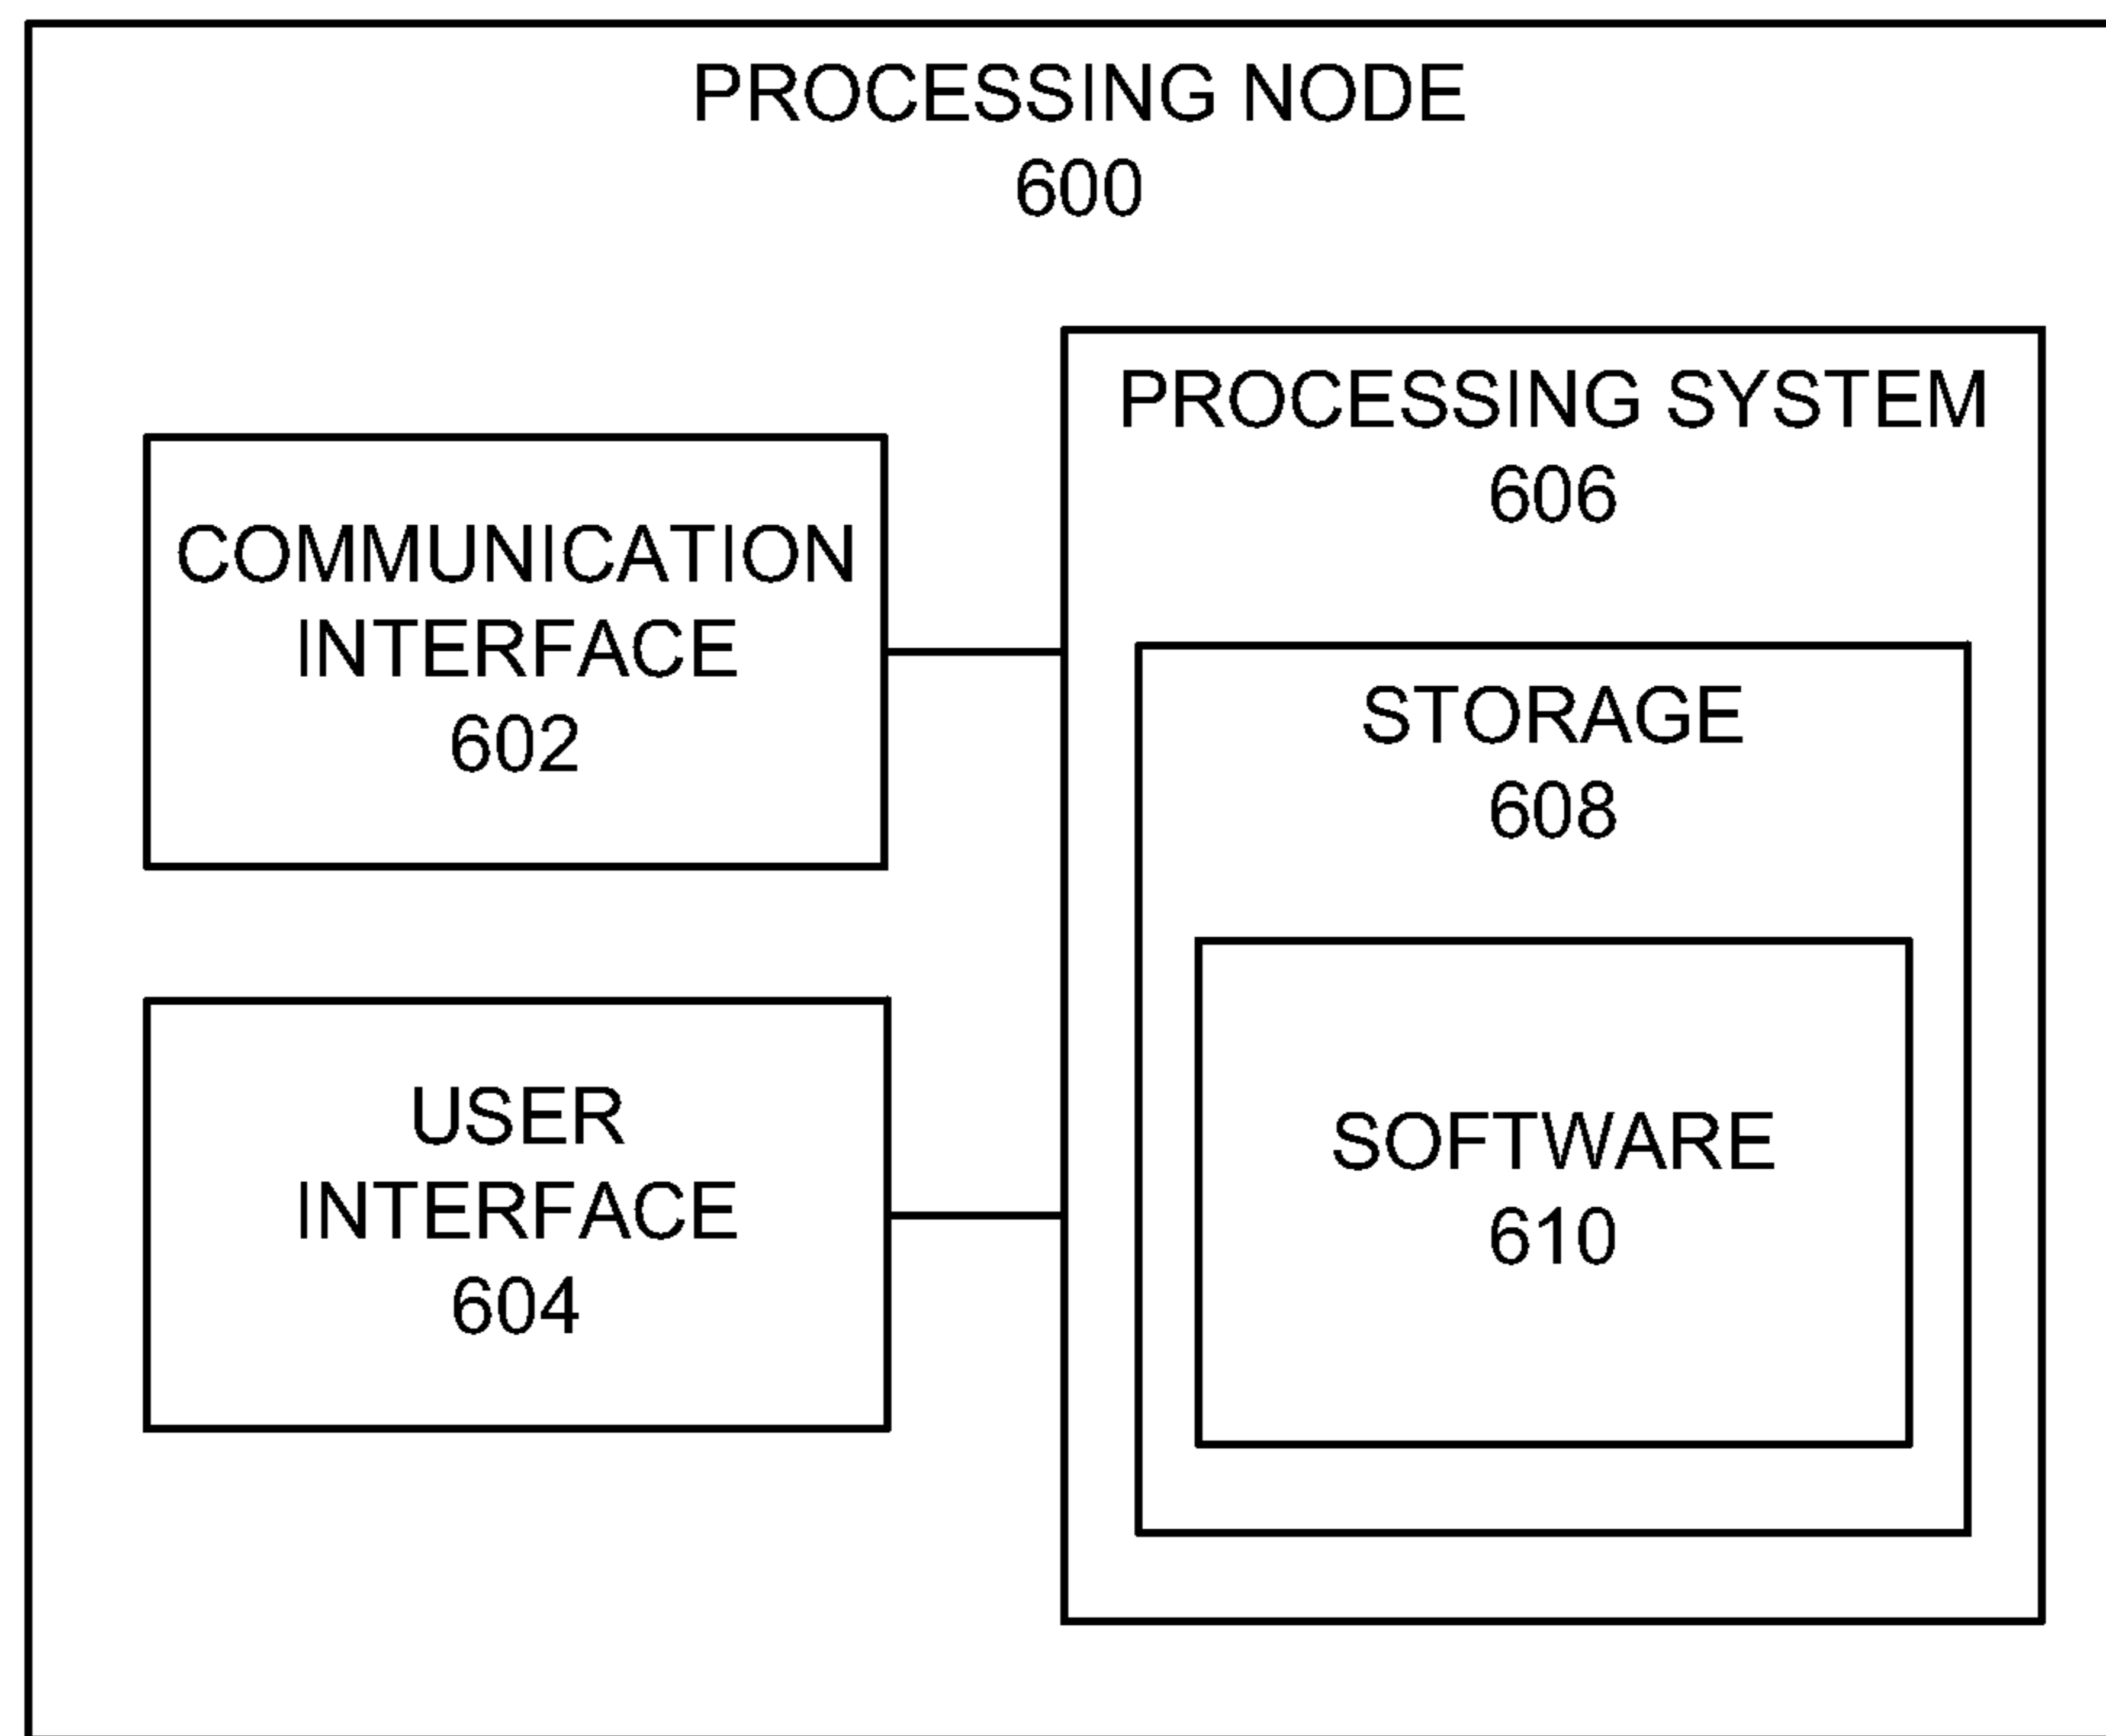 PROCESSING NODE
600
PROCESSING SYSTEM
606
COMMUNICATION
INTERFACE
602
STORAGE
608
USER
INTERFACE
604
SOFTWARE
610